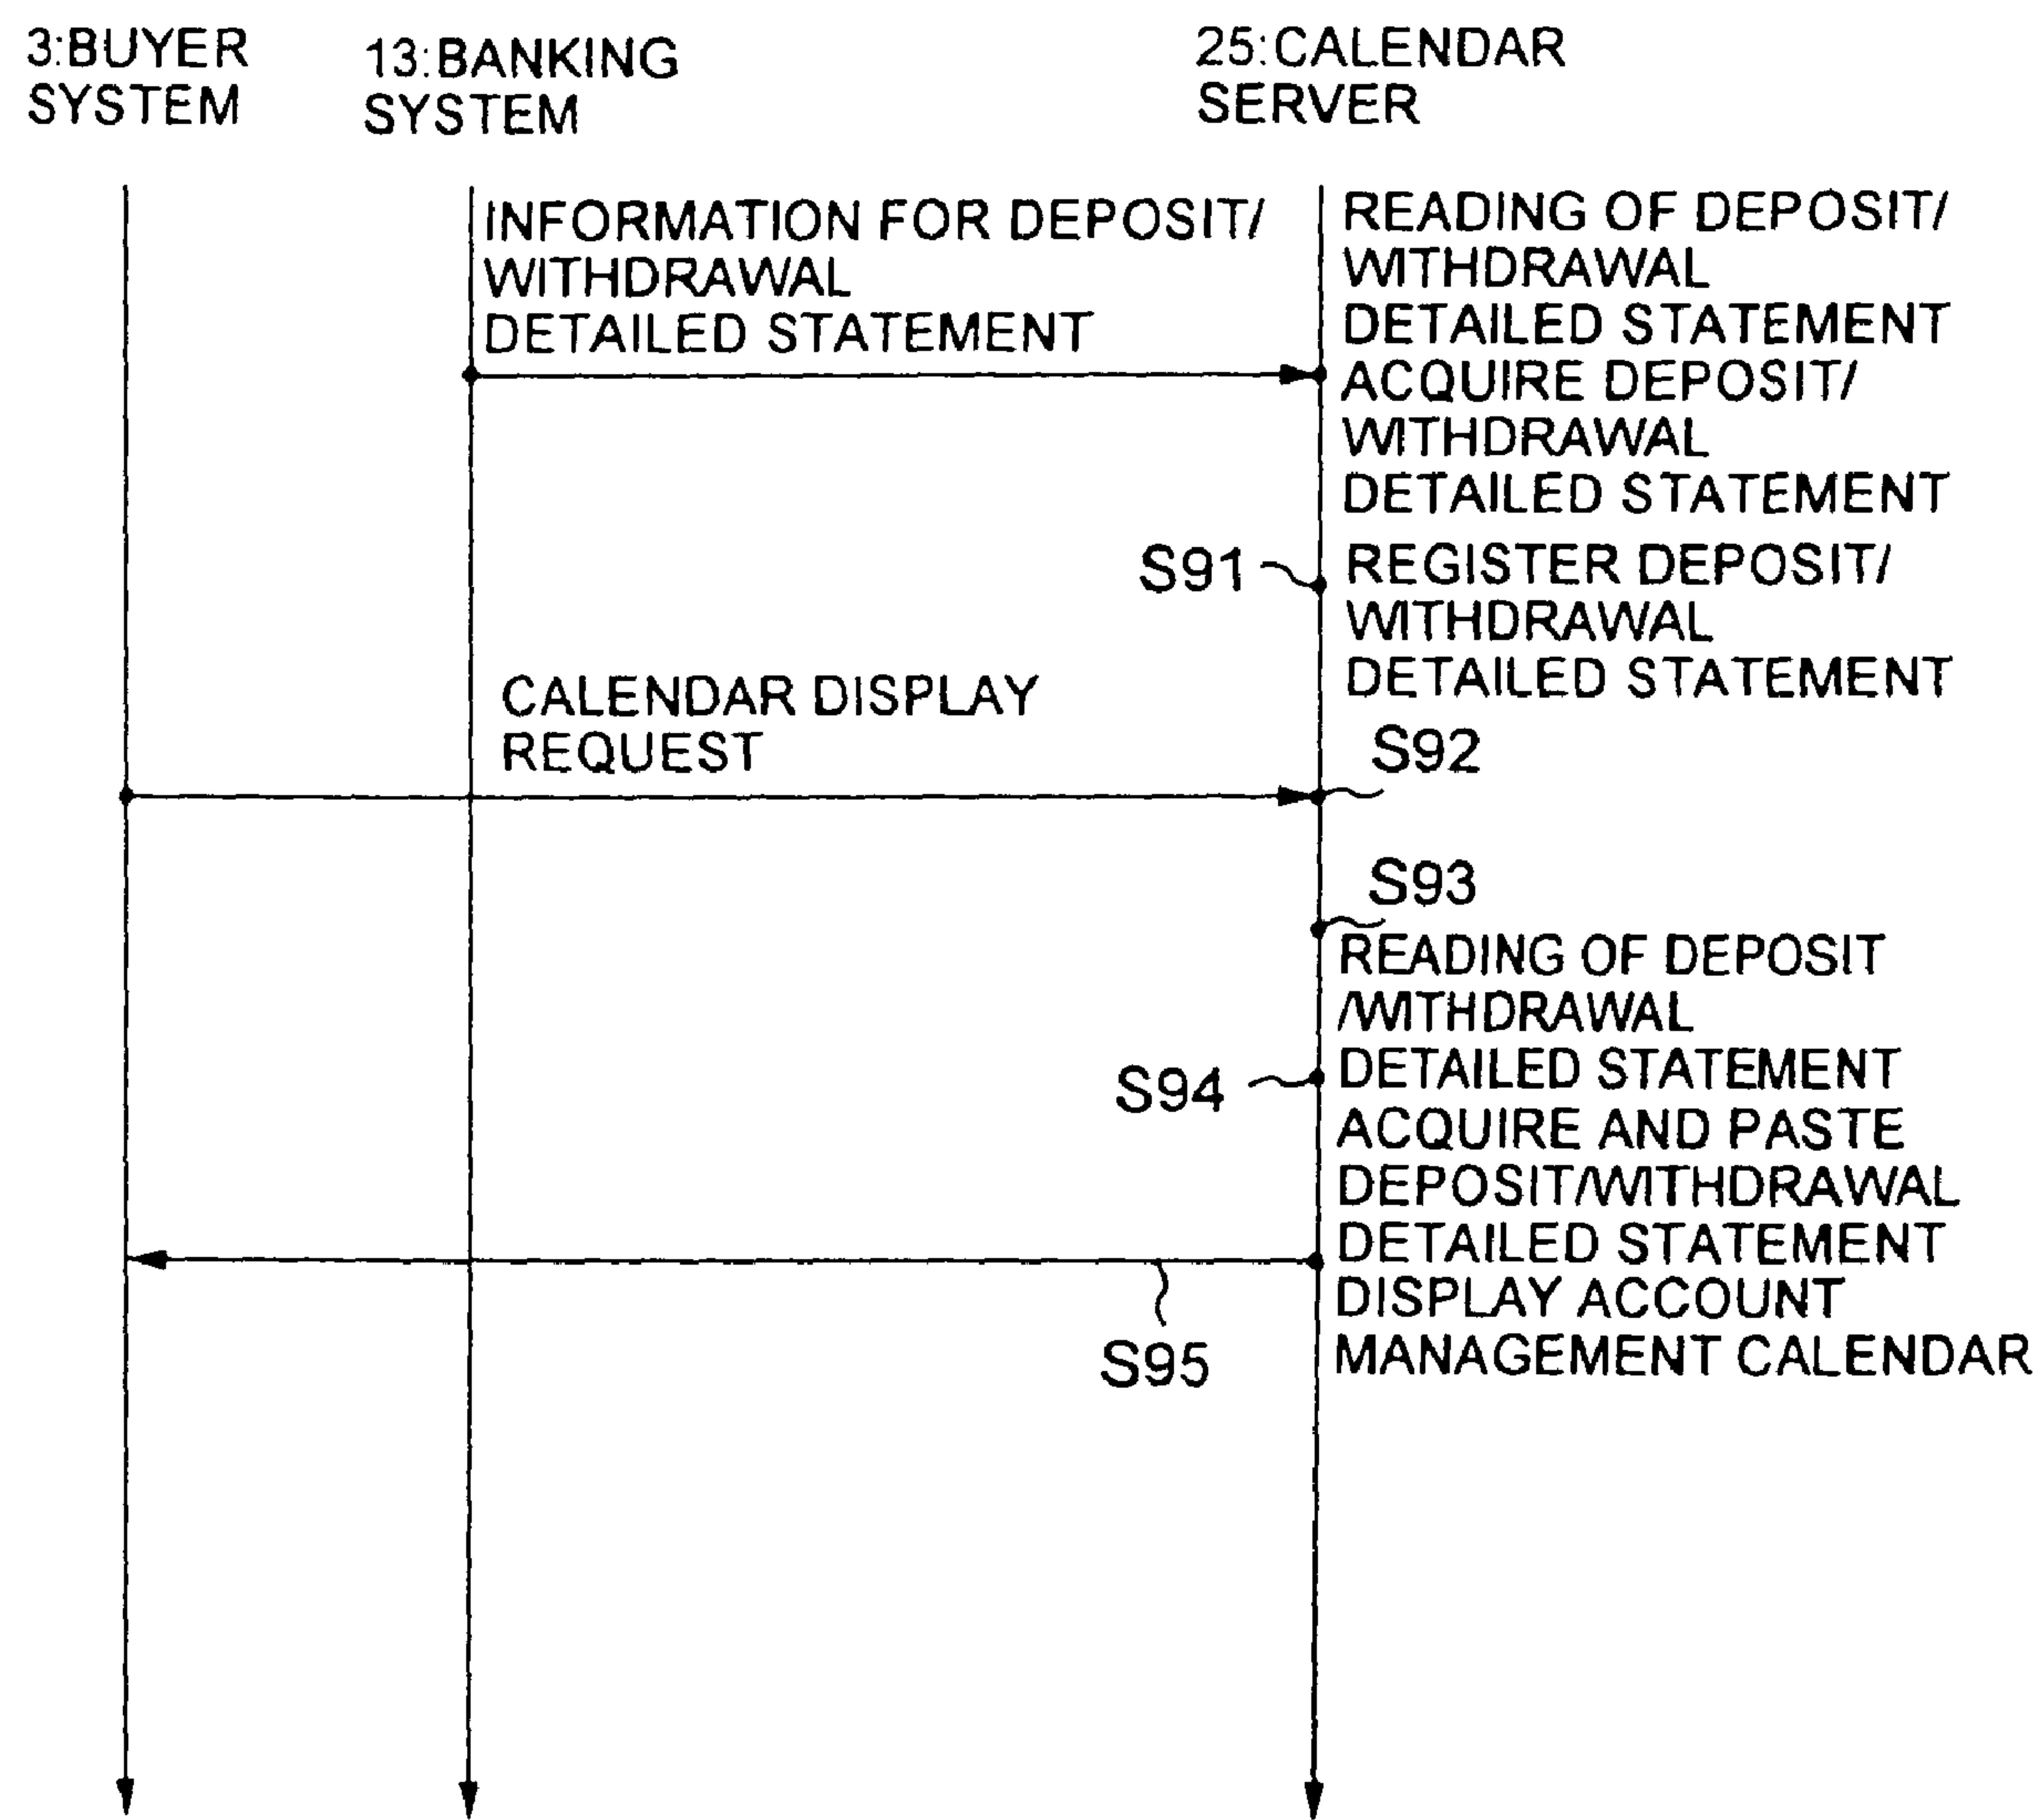 3:BUYER
SYSTEM
13:BANKING
SYSTEM
25:CALENDAR
SERVER
INFORMATION FOR DEPOSIT/
WITHDRAWAL
DETAILED STATEMENT
READING OF DEPOSIT/
WITHDRAWAL
DETAILED STATEMENT
ACQUIRE DEPOSIT/
WITHDRAWAL
DETAILED STATEMENT
S91
REGISTER DEPOSIT/
WITHDRAWAL
DETAILED STATEMENT
CALENDAR DISPLAY
REQUEST
S92
S93
READING OF DEPOSIT
/WITHDRAWAL
DETAILED STATEMENT
S94
ACQUIRE AND PASTE
DEPOSIT/WITHDRAWAL
DETAILED STATEMENT
DISPLAY ACCOUNT
MANAGEMENT CALENDAR
S95